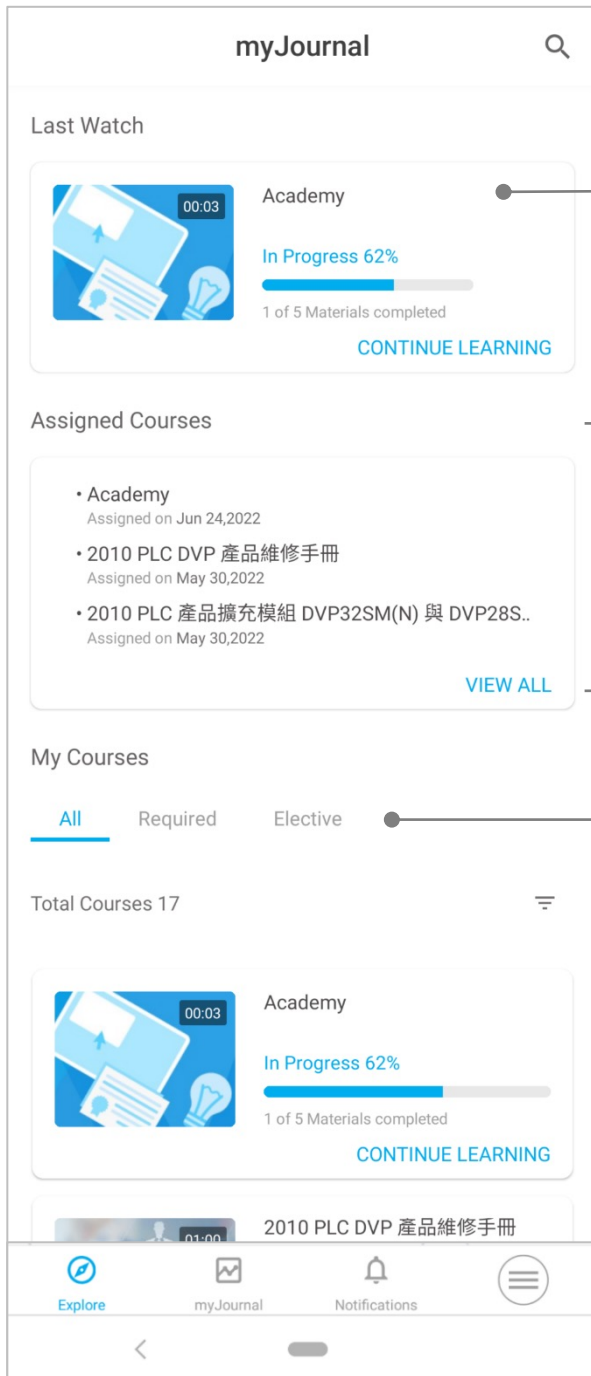 myJournal
Last Watch
00:03
Academy
In Progress 62%
1 of 5 Materials completed
CONTINUE LEARNING
Assigned Courses
• Academy
Assigned on Jun 24,2022
• 2010 PLC DVP 產品維修手冊
Assigned on May 30,2022
• 2010 PLC 產品擴充模組 DVP32SM(N) 與 DVP28S..
Assigned on May 30,2022
VIEW ALL
My Courses
All Required Elective
Total Courses 17
00:03
Academy
In Progress 62%
1 of 5 Materials completed
CONTINUE LEARNING
01:00
2010 PLC DVP 產品維修手冊
Explore myJournal Notifications